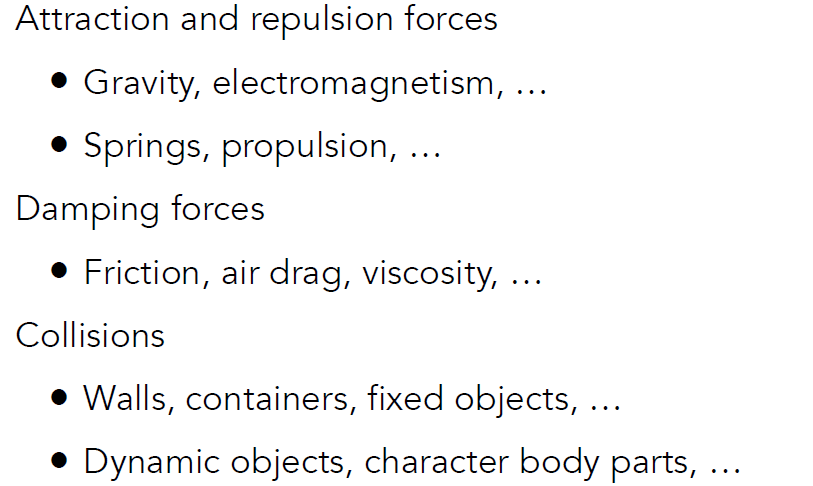 Attraction and repulsion forces
• Gravity, electromagnetism, …
• Springs, propulsion, …
Damping forces
• Friction, air drag, viscosity, …
Collisions
• Walls, containers, fixed objects, …
• Dynamic objects, character body parts, …